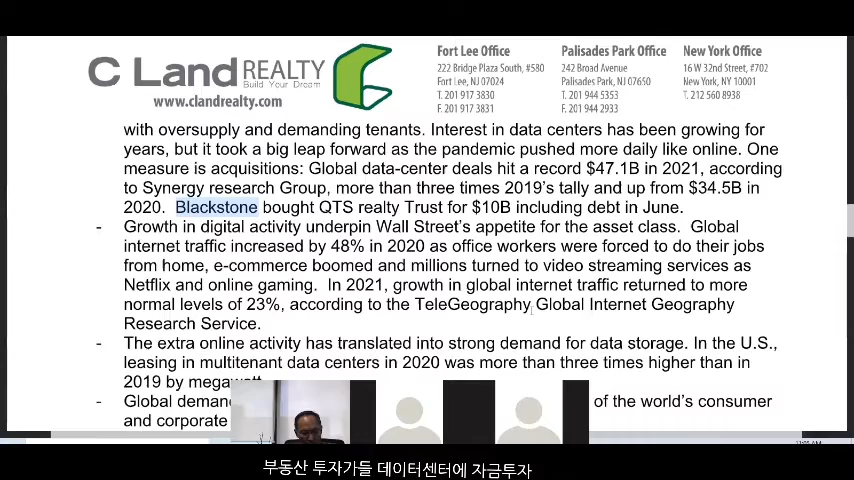 C Land REALTY
Build Your Dream
www.clandrealty.com
Fort Lee Office
222 Bridge Plaza South, #580
Fort Lee, NJ 07024
T. 201 917 3830
F. 201 917 3831
Palisades Park Office
242 Broad Avenue
Palisades Park, NJ 07650
T. 201 944 5353
F. 201 944 2933
New York Office
16 W 32nd Street, #702
New York, NY 10001
T. 212 560 8938
with oversupply and demanding tenants. Interest in data centers has been growing for
years, but it took a big leap forward as the pandemic pushed more daily like online. One
measure is acquisitions: Global data-center deals hit a record $47.1B in 2021, according
to Synergy research Group, more than three times 2019's tally and up from $34.5B in
2020. Blackstone bought QTS realty Trust for $10B including debt in June.
- Growth in digital activity underpin Wall Street's appetite for the asset class. Global
internet traffic increased by 48% in 2020 as office workers were forced to do their jobs
from home, e-commerce boomed and millions turned to video streaming services as
Netflix and online gaming. In 2021, growth in global internet traffic returned to more
normal levels of 23%, according to the TeleGeography Global Internet Geography
Research Service.
- The extra online activity has translated into strong demand for data storage. In the U.S.,
leasing in multitenant data centers in 2020 was more than three times higher than in
2019 by megawatt
- Global deman of the world's consumer
and corporate
부동산 투자가들 데이터센터에 자금투자